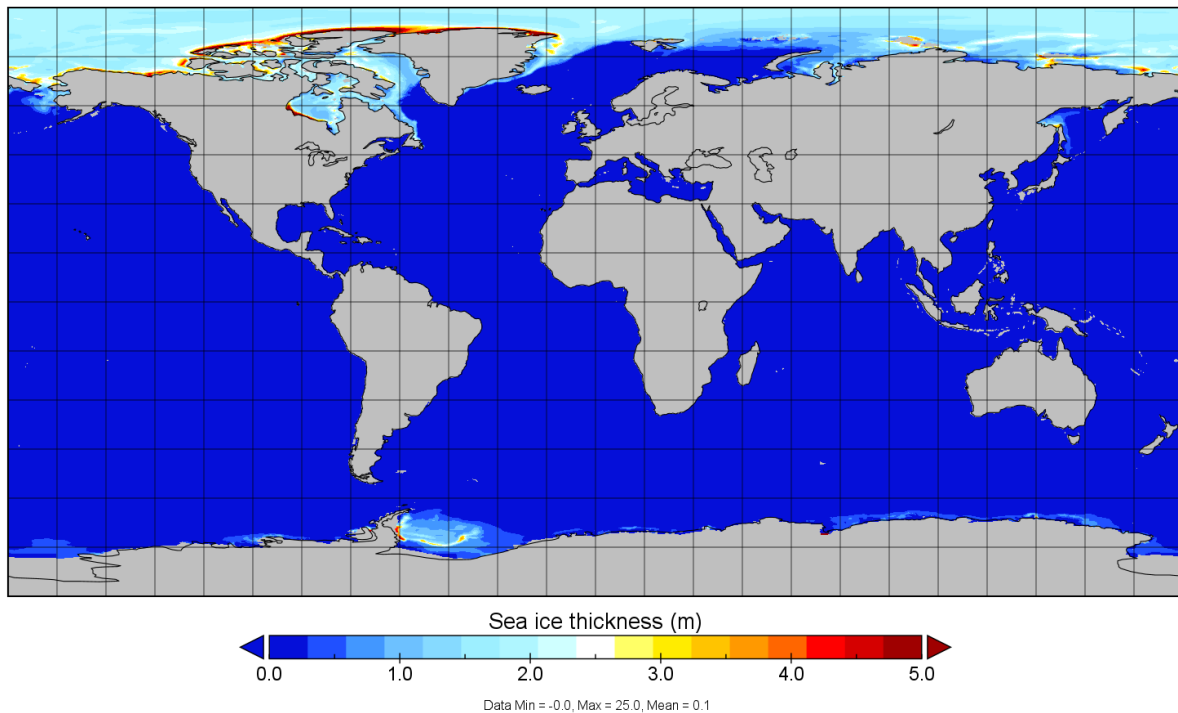 Sea ice thickness (m)
0.0 1.0 2.0 3.0 4.0 5.0
Data Min = -0.0, Max = 25.0, Mean = 0.1